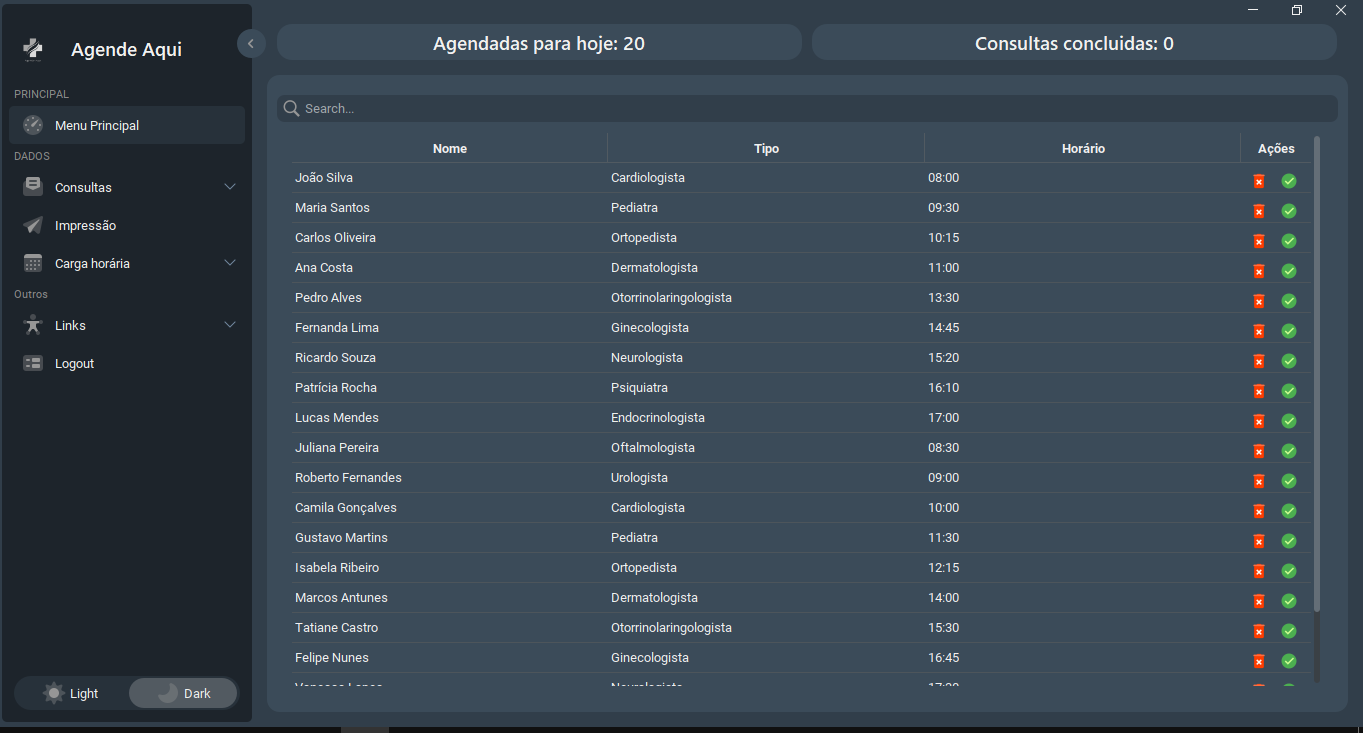 Agende Aqui
PRINCIPAL
Menu Principal
DADOS
Consultas
Impressão
Carga horária
Outros
Links
Logout
Light
Dark
Agendadas para hoje: 20
Consultas concluidas: 0
Search...
Nome Tipo Horário Ações
João Silva Cardiologista 08:00
Maria Santos Pediatra 09:30
Carlos Oliveira Ortopedista 10:15
Ana Costa Dermatologista 11:00
Pedro Alves Otorrinolaringologista 13:30
Fernanda Lima Ginecologista 14:45
Ricardo Souza Neurologista 15:20
Patrícia Rocha Psiquiatra 16:10
Lucas Mendes Endocrinologista 17:00
Juliana Pereira Oftalmologista 08:30
Roberto Fernandes Urologista 09:00
Camila Gonçalves Cardiologista 10:00
Gustavo Martins Pediatra 11:30
Isabela Ribeiro Ortopedista 12:15
Marcos Antunes Dermatologista 14:00
Tatiane Castro Otorrinolaringologista 15:30
Felipe Nunes Ginecologista 16:45